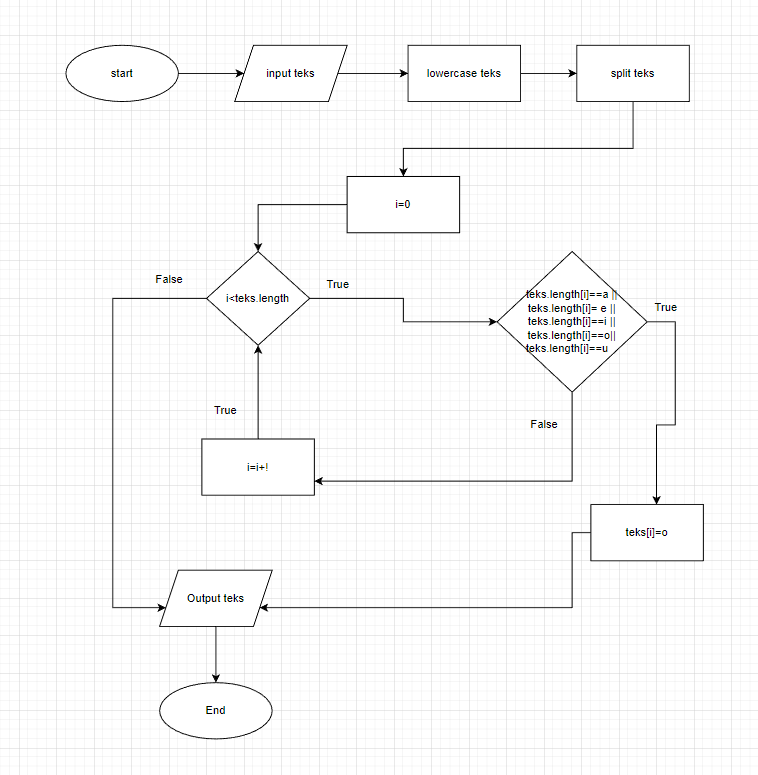 start
input teks
lowercase teks
split teks
i=0
False
i<teks.length
True
teks.length[i]==a ||
teks.length[i]= e ||
teks.length[i]==i ||
teks.length[i]==o||
teks.length[i]==u
True
True
False
i=i+!
teks[i]=o
Output teks
End